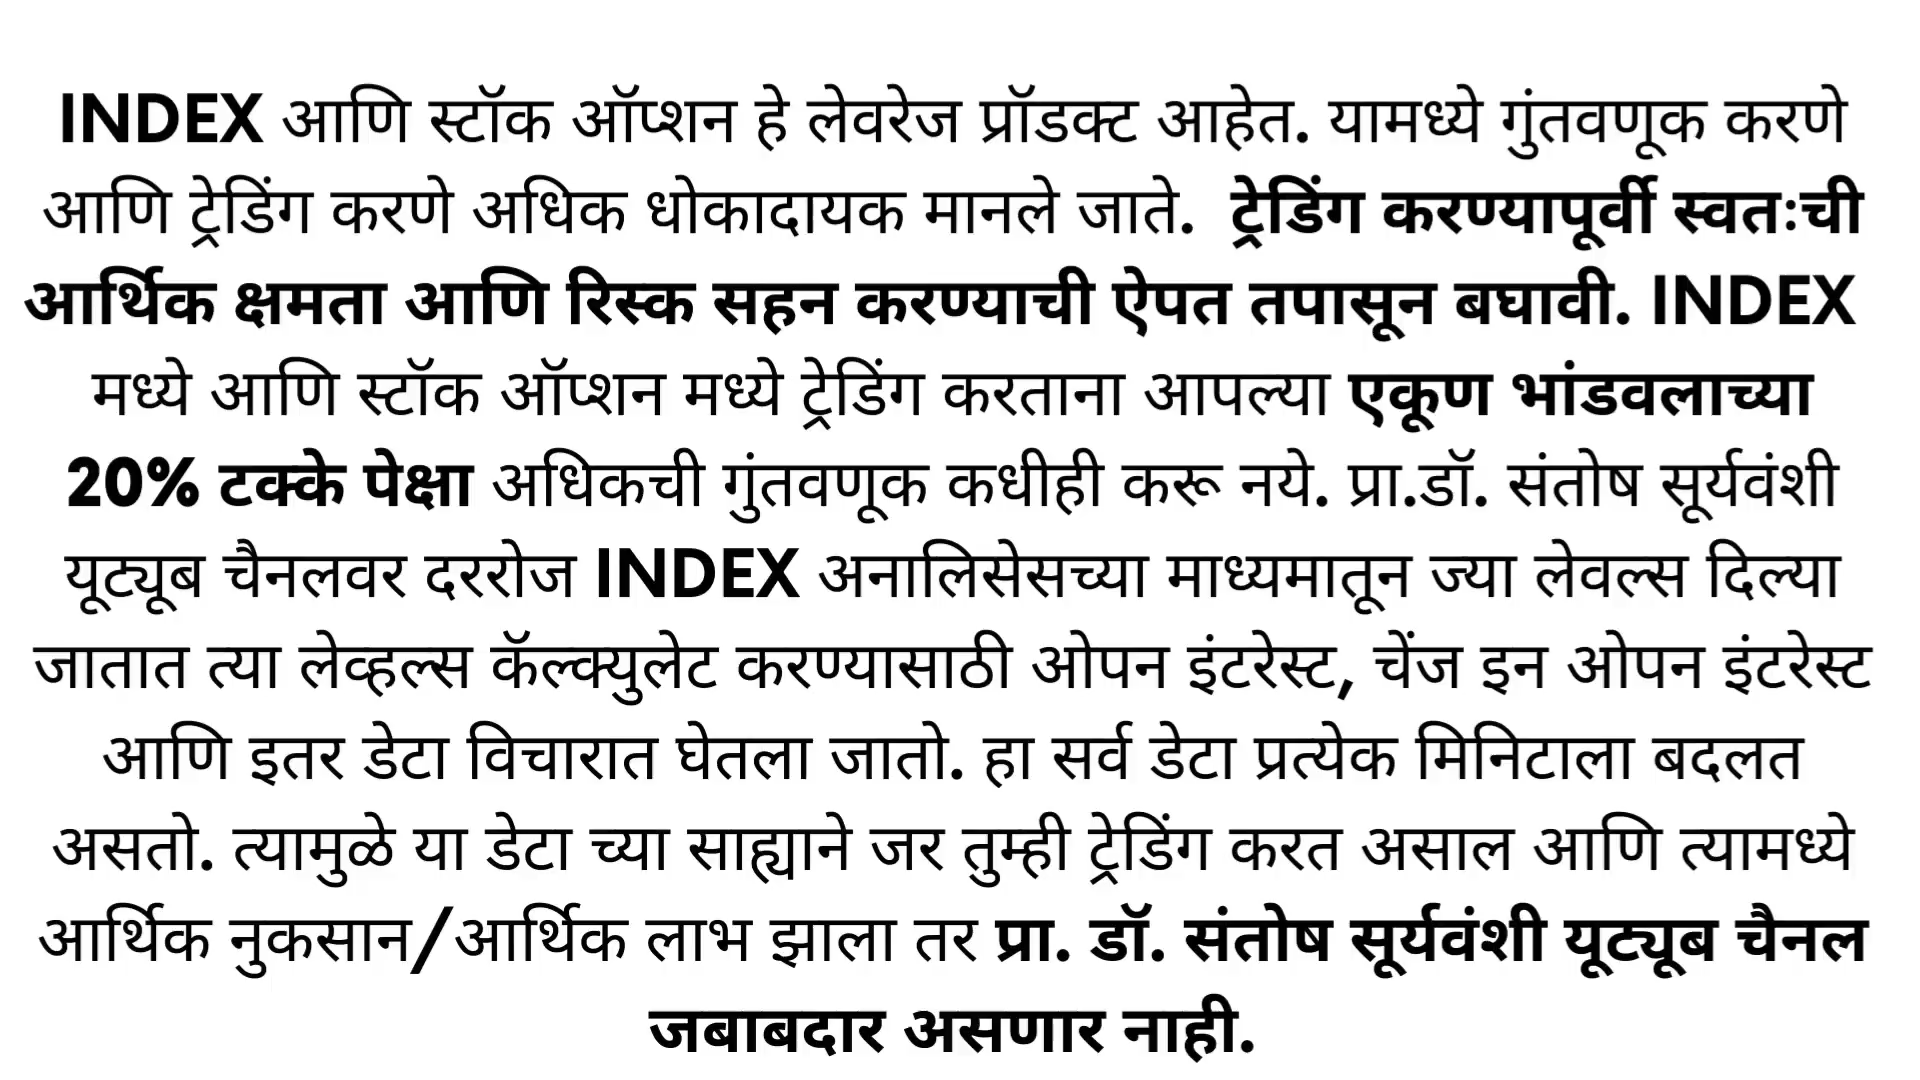 INDEX आणि स्टॉक ऑप्शन हे लेवरेज प्रॉडक्ट आहेत. यामध्ये गुंतवणूक करणे
आणि ट्रेडिंग करणे अधिक धोकादायक मानले जाते. ट्रेडिंग करण्यापूर्वी स्वतःची
आर्थिक क्षमता आणि रिस्क सहन करण्याची ऐपत तपासून बघावी. INDEX
मध्ये आणि स्टॉक ऑप्शन मध्ये ट्रेडिंग करताना आपल्या एकूण भांडवलाच्या
20% टक्के पेक्षा अधिकची गुंतवणूक कधीही करू नये. प्रा.डॉ. संतोष सूर्यवंशी
यूट्यूब चैनलवर दररोज INDEX अनालिसेसच्या माध्यमातून ज्या लेवल्स दिल्या
जातात त्या लेव्हल्स कॅल्क्युलेट करण्यासाठी ओपन इंटरेस्ट, चेंज इन ओपन इंटरेस्ट
आणि इतर डेटा विचारात घेतला जातो. हा सर्व डेटा प्रत्येक मिनिटाला बदलत
असतो. त्यामुळे या डेटा च्या साह्याने जर तुम्ही ट्रेडिंग करत असाल आणि त्यामध्ये
आर्थिक नुकसान/आर्थिक लाभ झाला तर प्रा. डॉ. संतोष सूर्यवंशी यूट्यूब चैनल
जबाबदार असणार नाही.